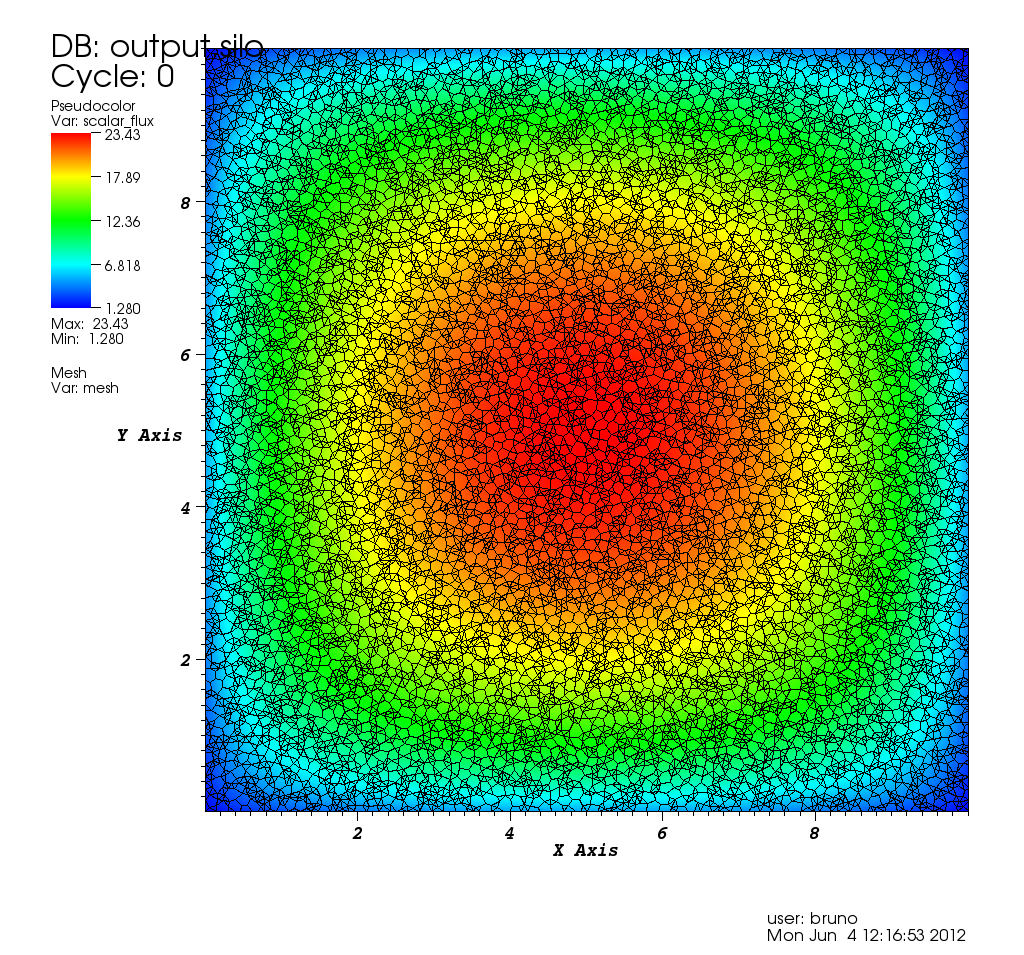 DB: output.silo
Cycle: 0
Pseudocolor
Var: scalar_flux
23.43
17.89
12.36
6.818
1.280
Max: 23.43
Min: 1.280
Mesh
Var: mesh
8
6
Y Axis
4
2
2 4 6 8
X Axis
user: bruno
Mon Jun 4 12:16:53 2012